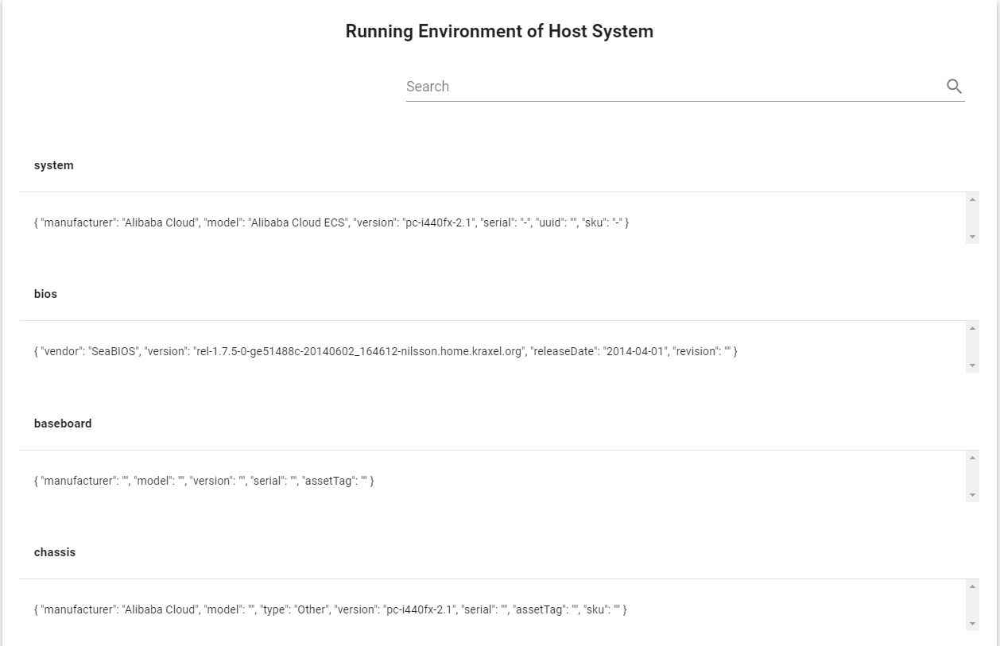 Running Environment of Host System
Search
system
{ "manufacturer": "Alibaba Cloud", "model": "Alibaba Cloud ECS", "version": "pc-i440fx-2.1", "serial": "-", "uuid": "", "sku": "-" }
bios
{ "vendor": "SeaBIOS", "version": "rel-1.7.5-0-ge51488c-20140602_164612-nilsson.home.kraxel.org", "releaseDate": "2014-04-01", "revision": "" }
baseboard
{ "manufacturer": "", "model": "", "version": "", "serial": "", "assetTag": "" }
chassis
{ "manufacturer": "Alibaba Cloud", "model": "", "type": "Other", "version": "pc-i440fx-2.1", "serial": "", "assetTag": "", "sku": "" }